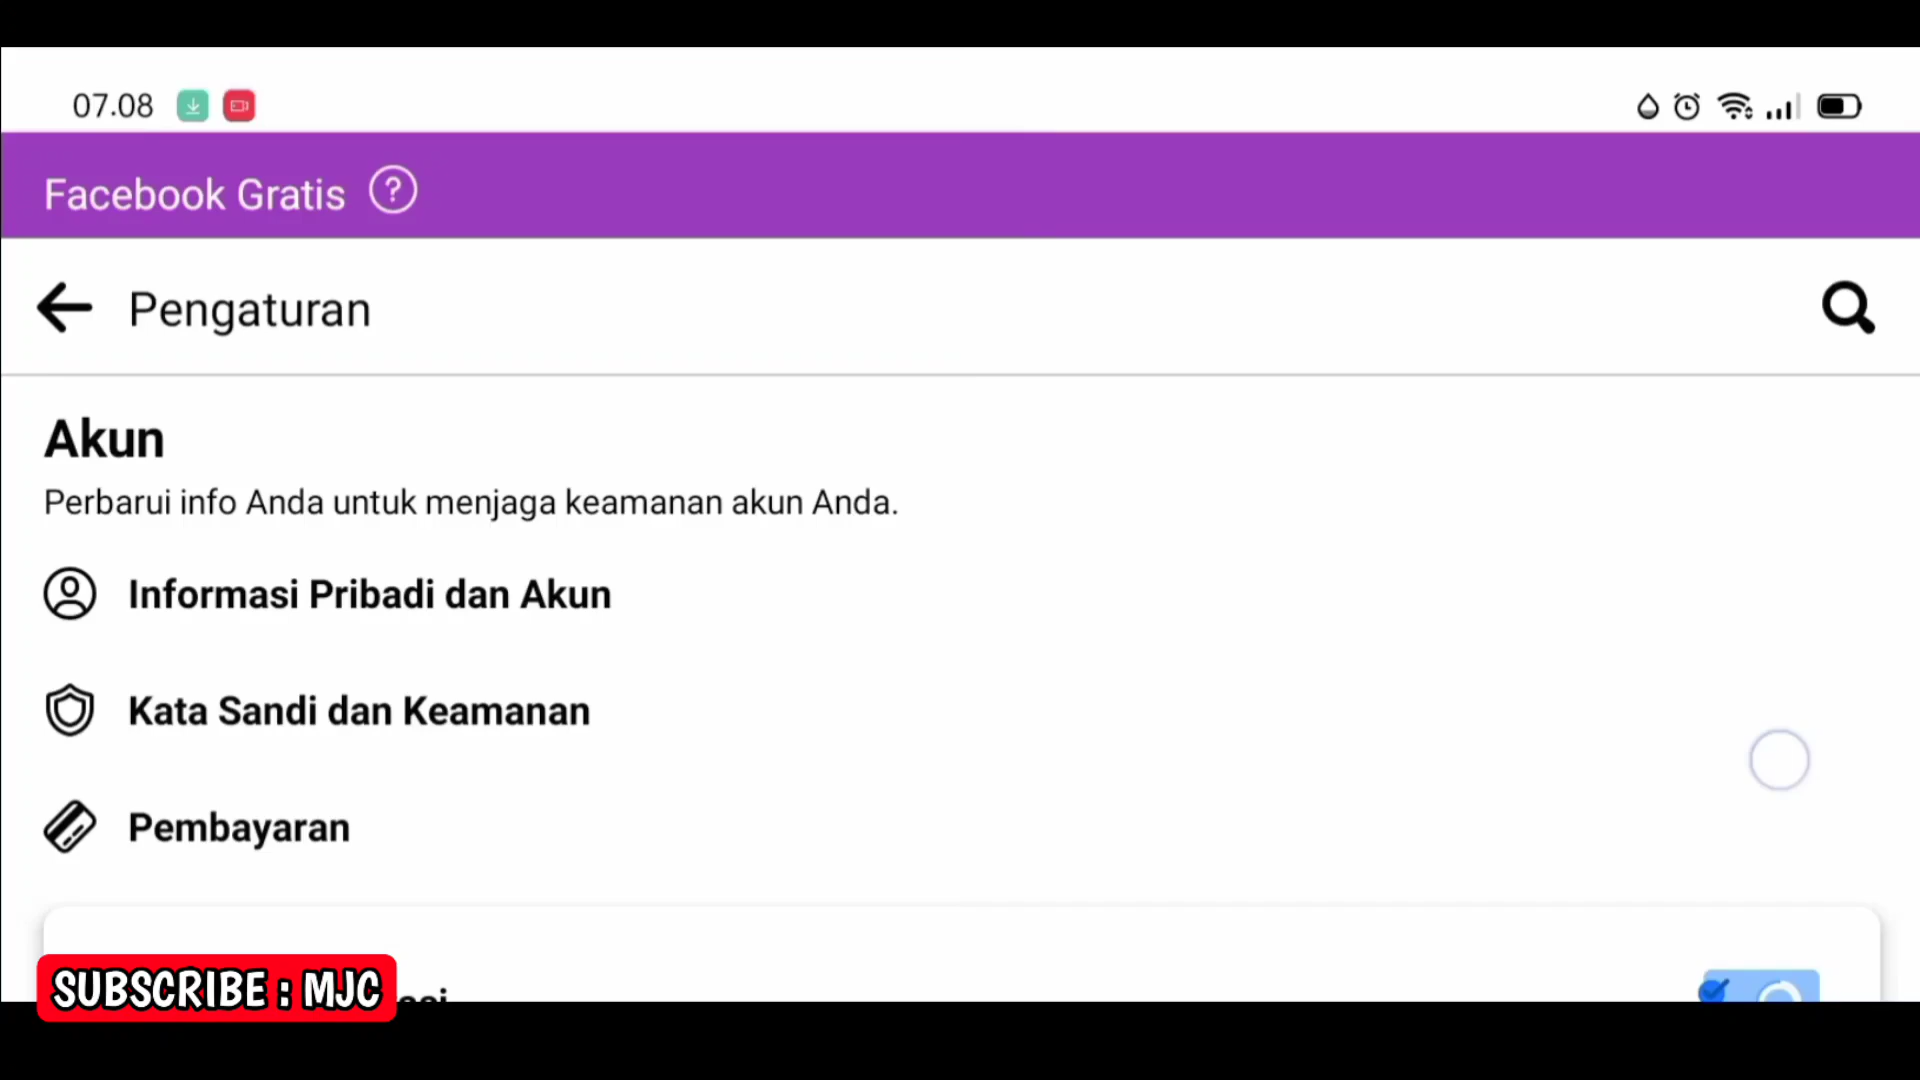 07.08
Facebook Gratis ?
Pengaturan
Akun
Perbarui info Anda untuk menjaga keamanan akun Anda.
Informasi Pribadi dan Akun
Kata Sandi dan Keamanan
Pembayaran
SUBSCRIBE : MJC